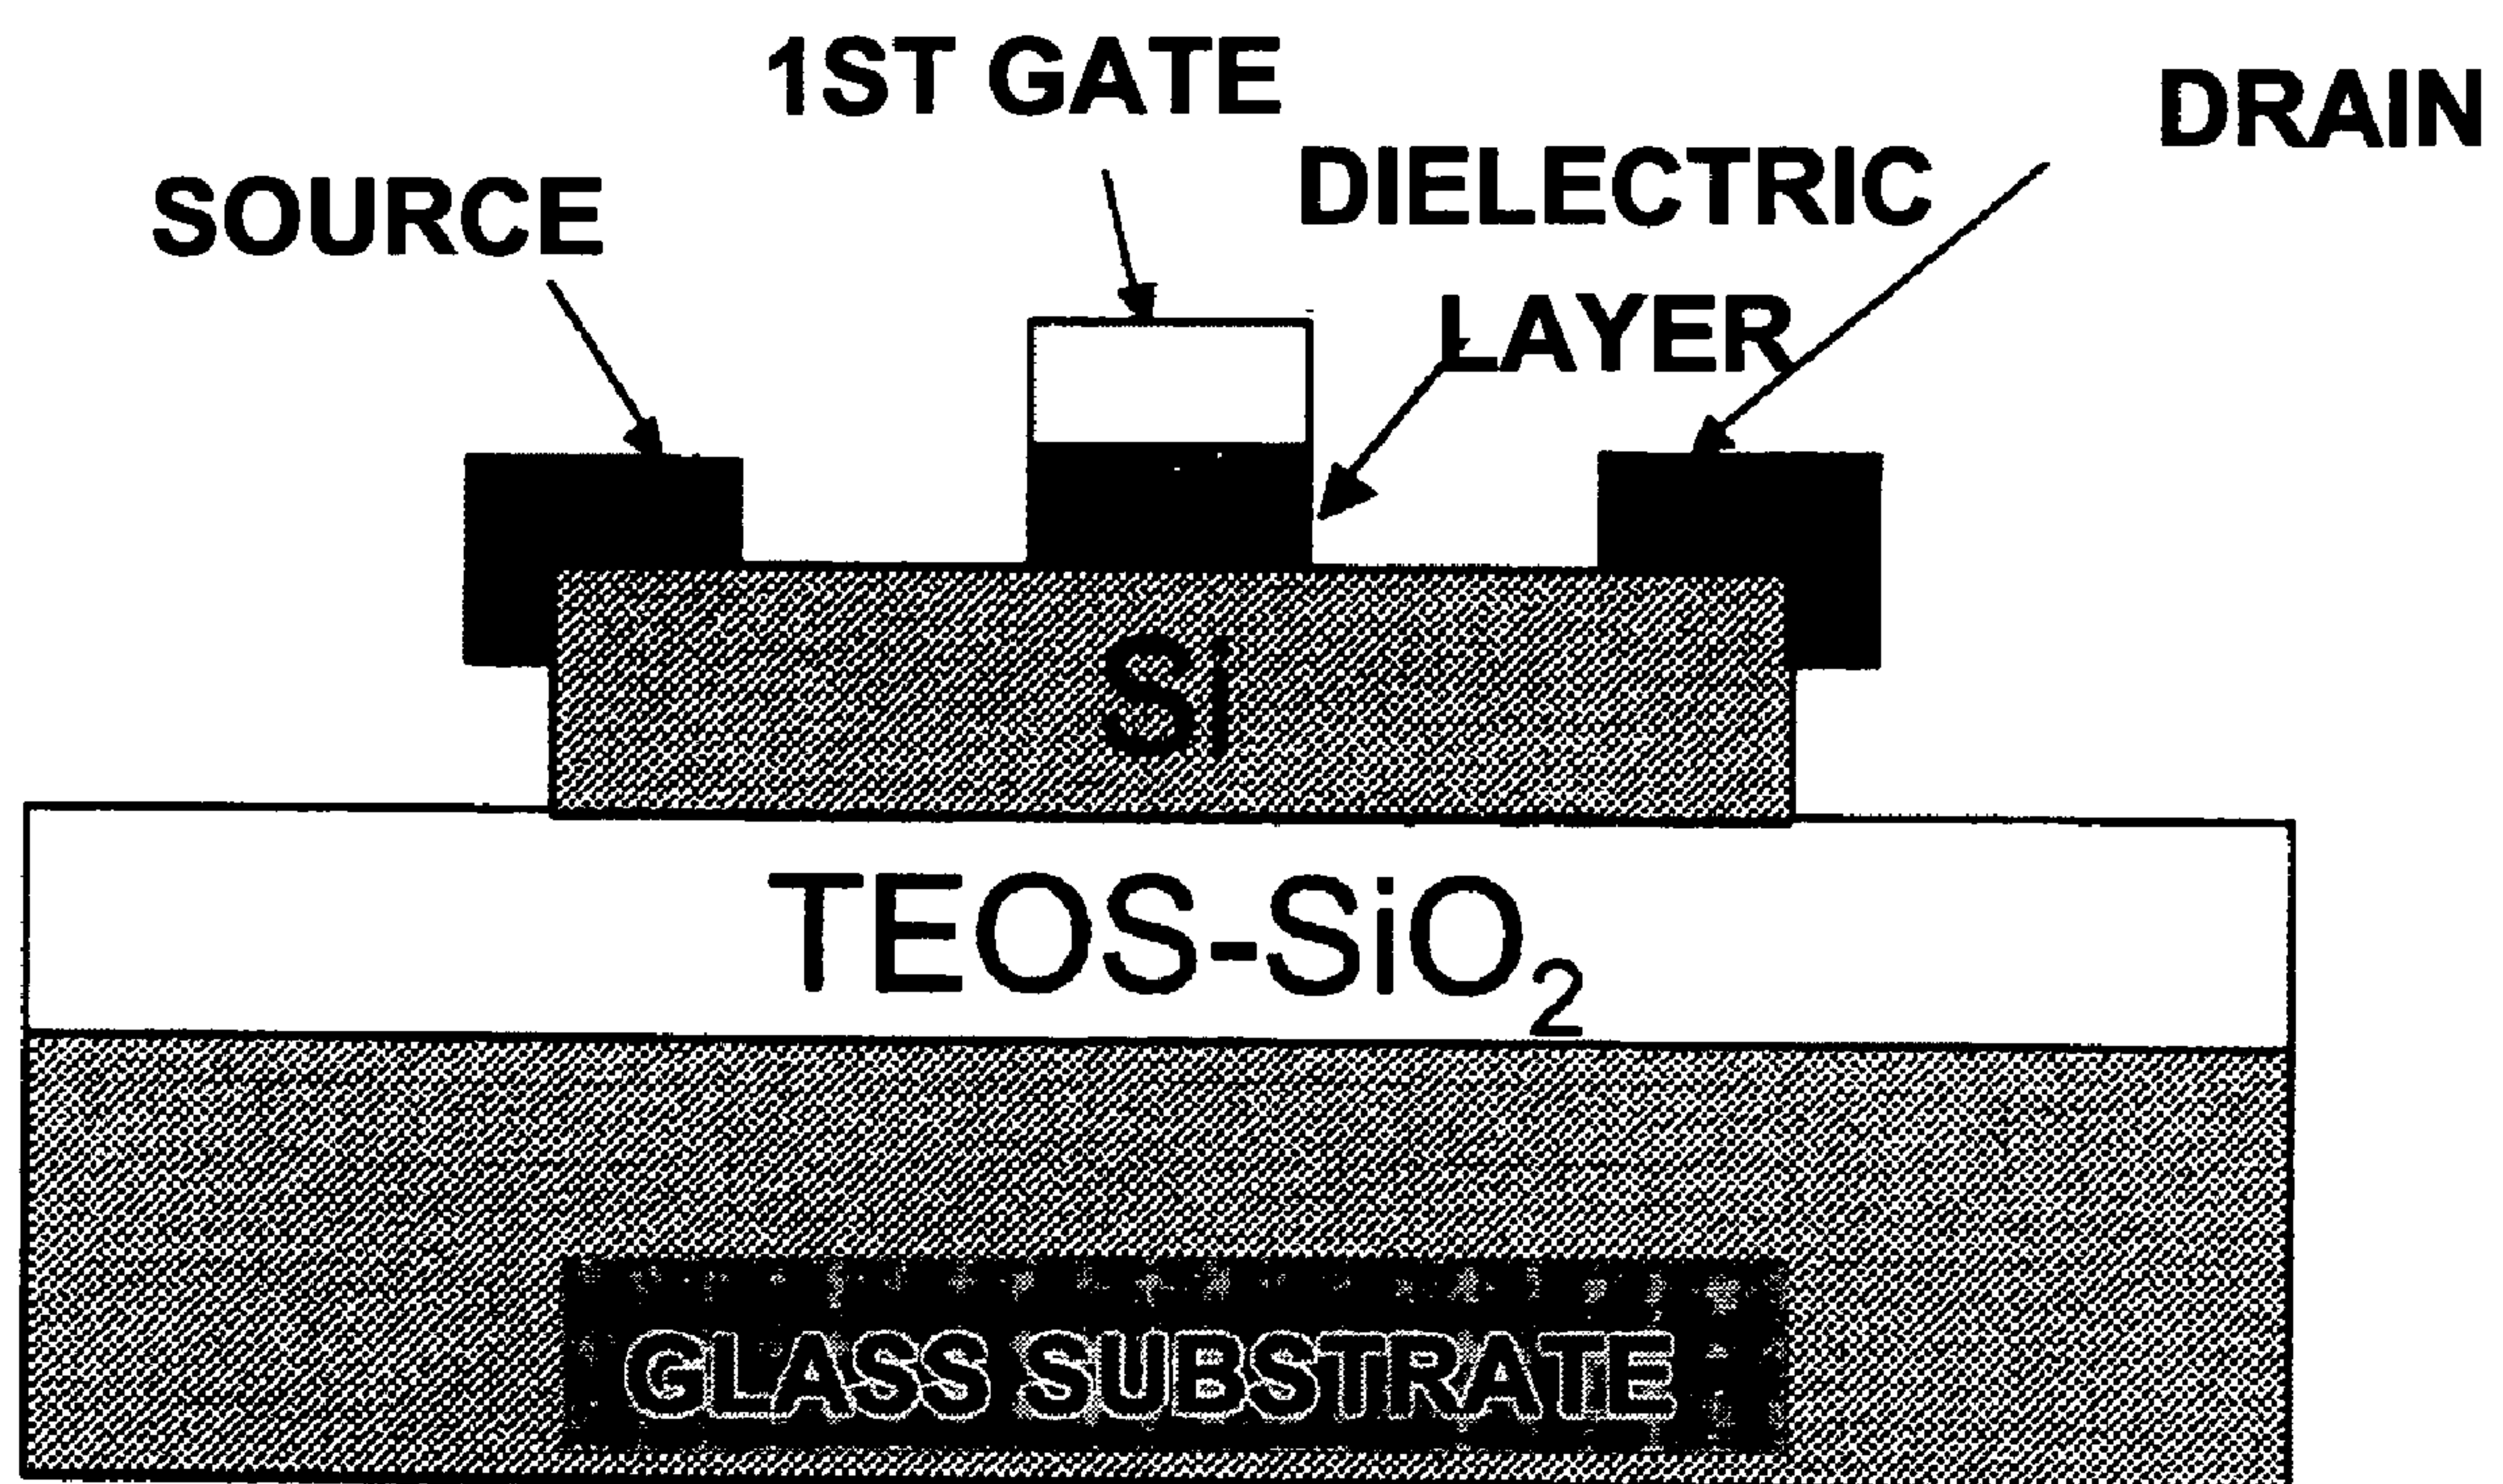 1ST GATE
DRAIN
DIELECTRIC
LAYER
SOURCE
Si
TEOS-SiO₂
GLASS SUBSTRATE